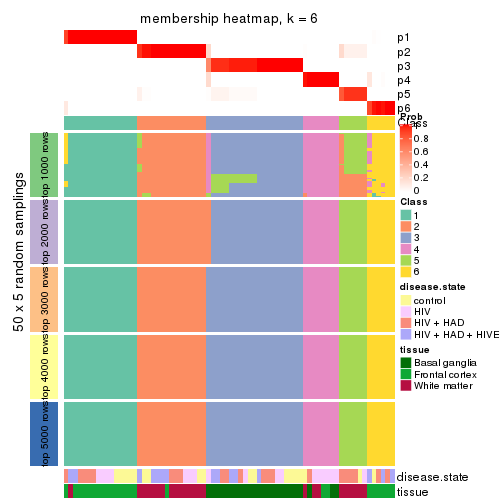 membership heatmap, k = 6
p1
p2
p3
p4
p5
p6
Class
Prob
1
0.8
0.6
0.4
0.2
0
Class
1
2
3
4
5
6
disease.state
control
HIV
HIV + HAD
HIV + HAD + HIVE
tissue
Basal ganglia
Frontal cortex
White matter
50 x 5 random samplings
top 1000 rows
top 2000 rows
top 3000 rows
top 4000 rows
top 5000 rows
disease.state
tissue